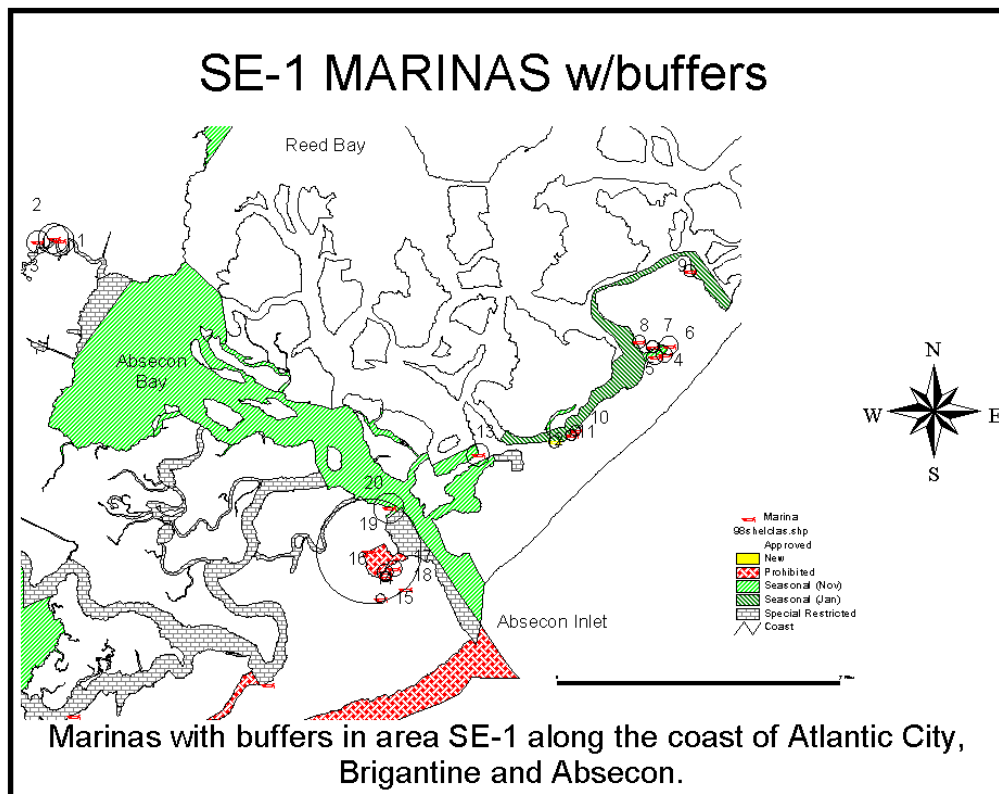 SE-1 MARINAS w/buffers
Reed Bay
2
1
3
9
Absecon
Bay
8
7
6
5
4
10
11
13
20
19
16
18
15
Absecon Inlet
N
W
E
S
Marina
98shelclas.shp
Approved
New
Prohibited
Seasonal (Nov)
Seasonal (Jan)
Special Restricted
Coast
Marinas with buffers in area SE-1 along the coast of Atlantic City,
Brigantine and Absecon.